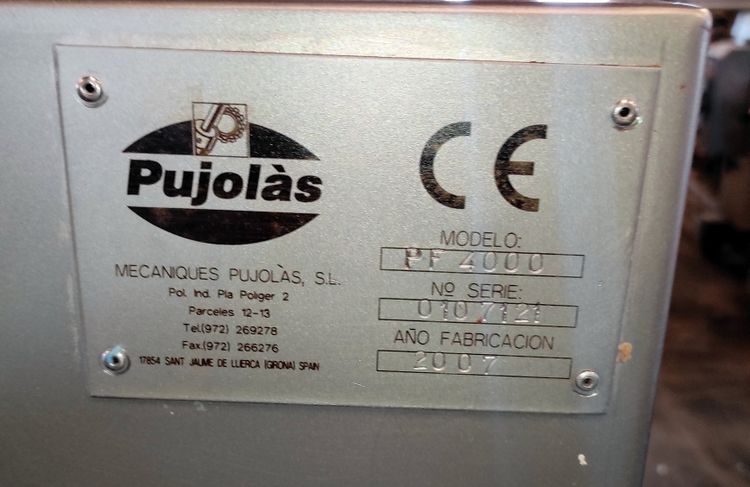 Pujolàs
MECANIQUES PUJOLÀS, S.L.
Pol. Ind. Pla Poliger 2
Parceles 12-13
Tel.(972) 269278
Fax.(972) 266276
17854 SANT JAUME DE LLIERCA (GIRONA) SPAIN
CE
MODELO:
PF 4000
Nº SERIE:
0107121
AÑO FABRICACION
2007